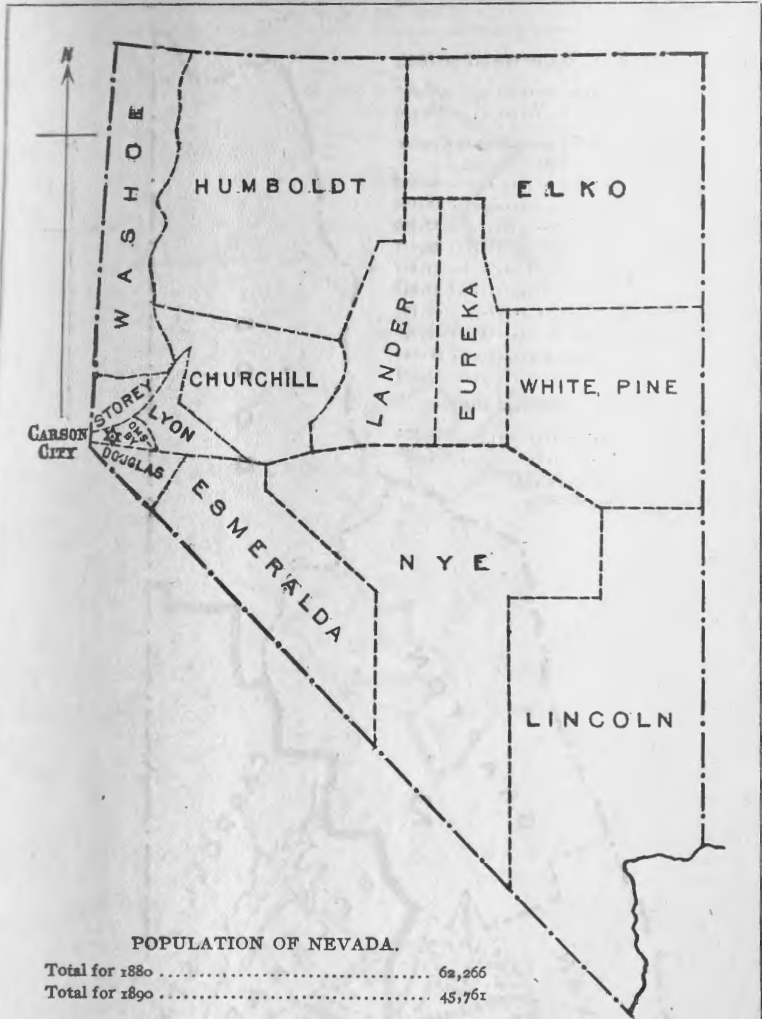 N
WASHOE
HUMBOLDT
ELKO
LANDER
EUREKA
WHITE, PINE
CHURCHILL
STOREY
LYON
ORMSBY
CARSON
CITY
DOUGLAS
ESMERALDA
NYE
LINCOLN
POPULATION OF NEVADA.
Total for 1880 .................................. 62,266
Total for 1890 .................................. 45,761